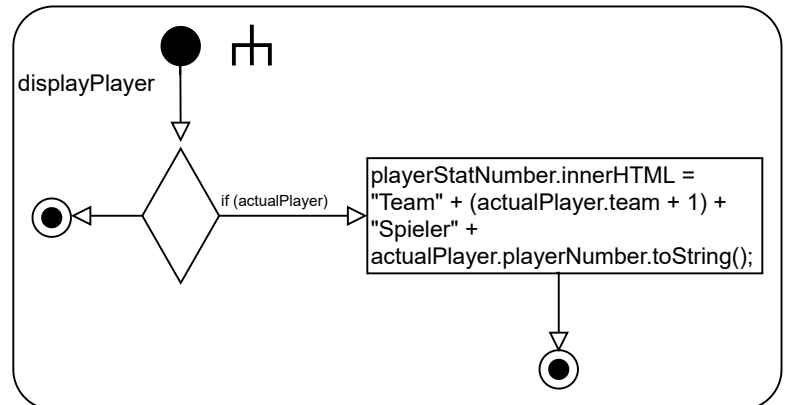 displayPlayer
if (actualPlayer)
playerStatNumber.innerHTML =
"Team" + (actualPlayer.team + 1) +
"Spieler" +
actualPlayer.playerNumber.toString();